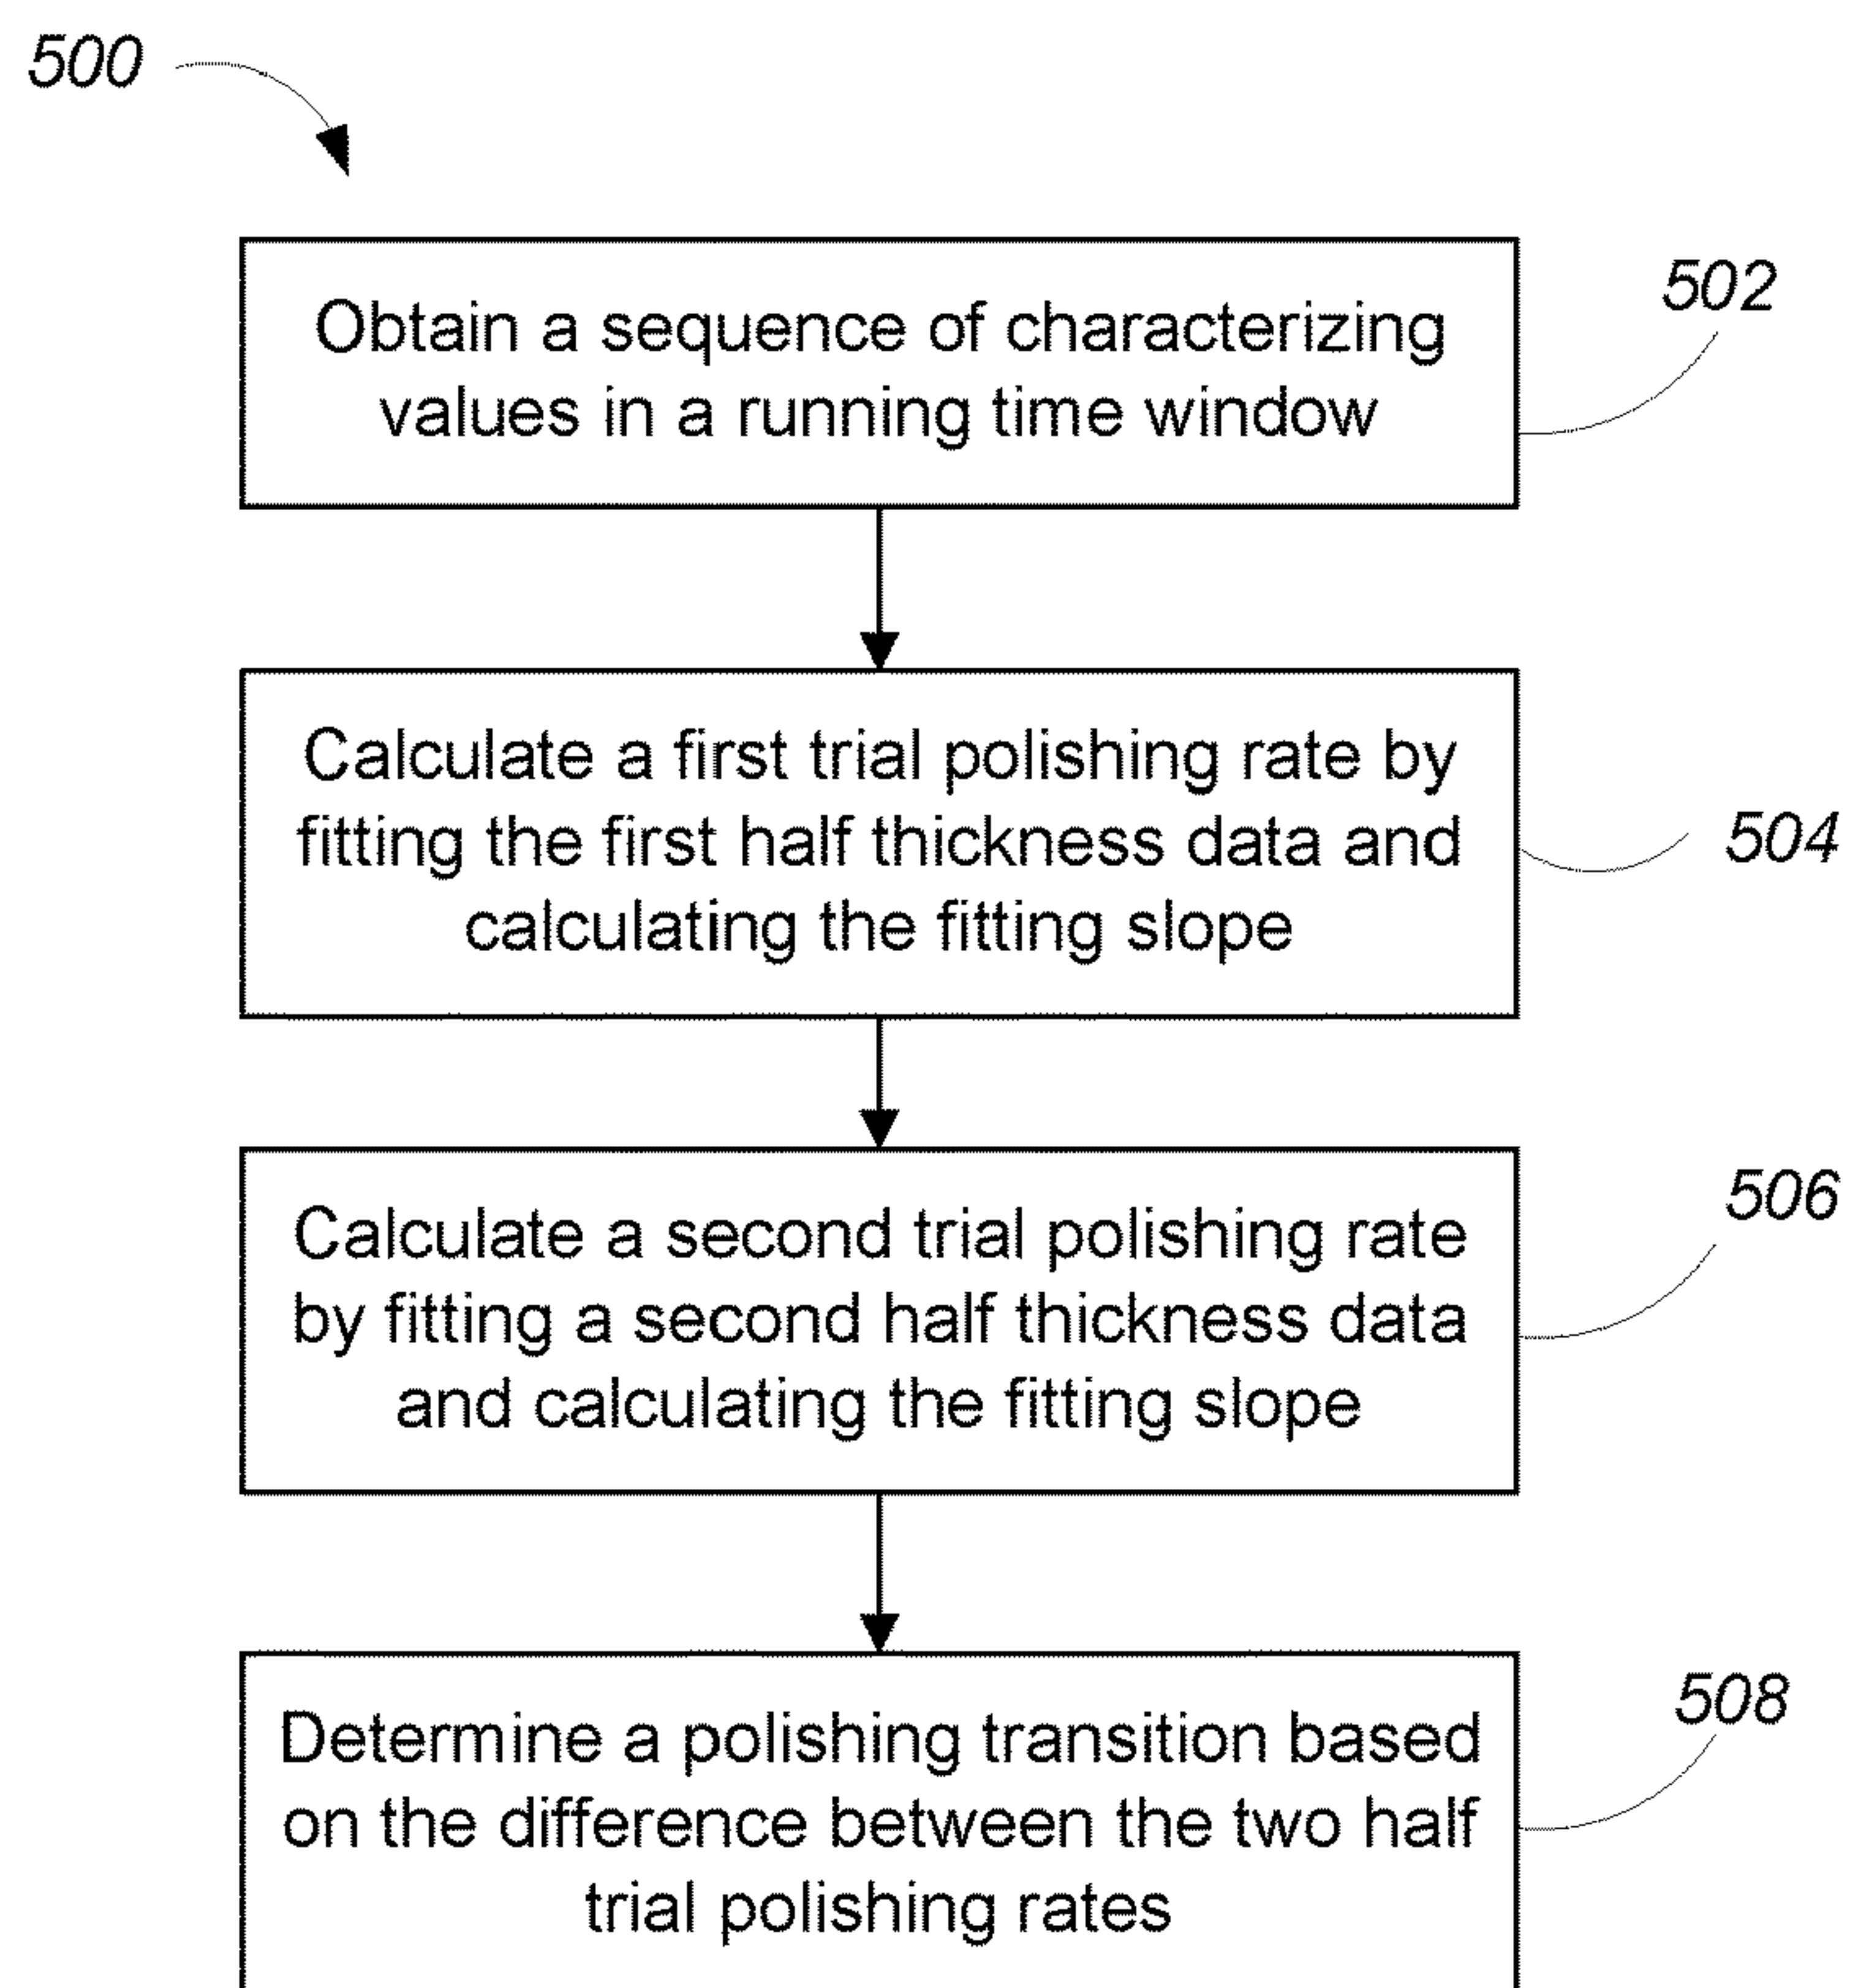 500
Obtain a sequence of characterizing
values in a running time window
502
Calculate a first trial polishing rate by
fitting the first half thickness data and
calculating the fitting slope
504
Calculate a second trial polishing rate
by fitting a second half thickness data
and calculating the fitting slope
506
Determine a polishing transition based
on the difference between the two half
trial polishing rates
508